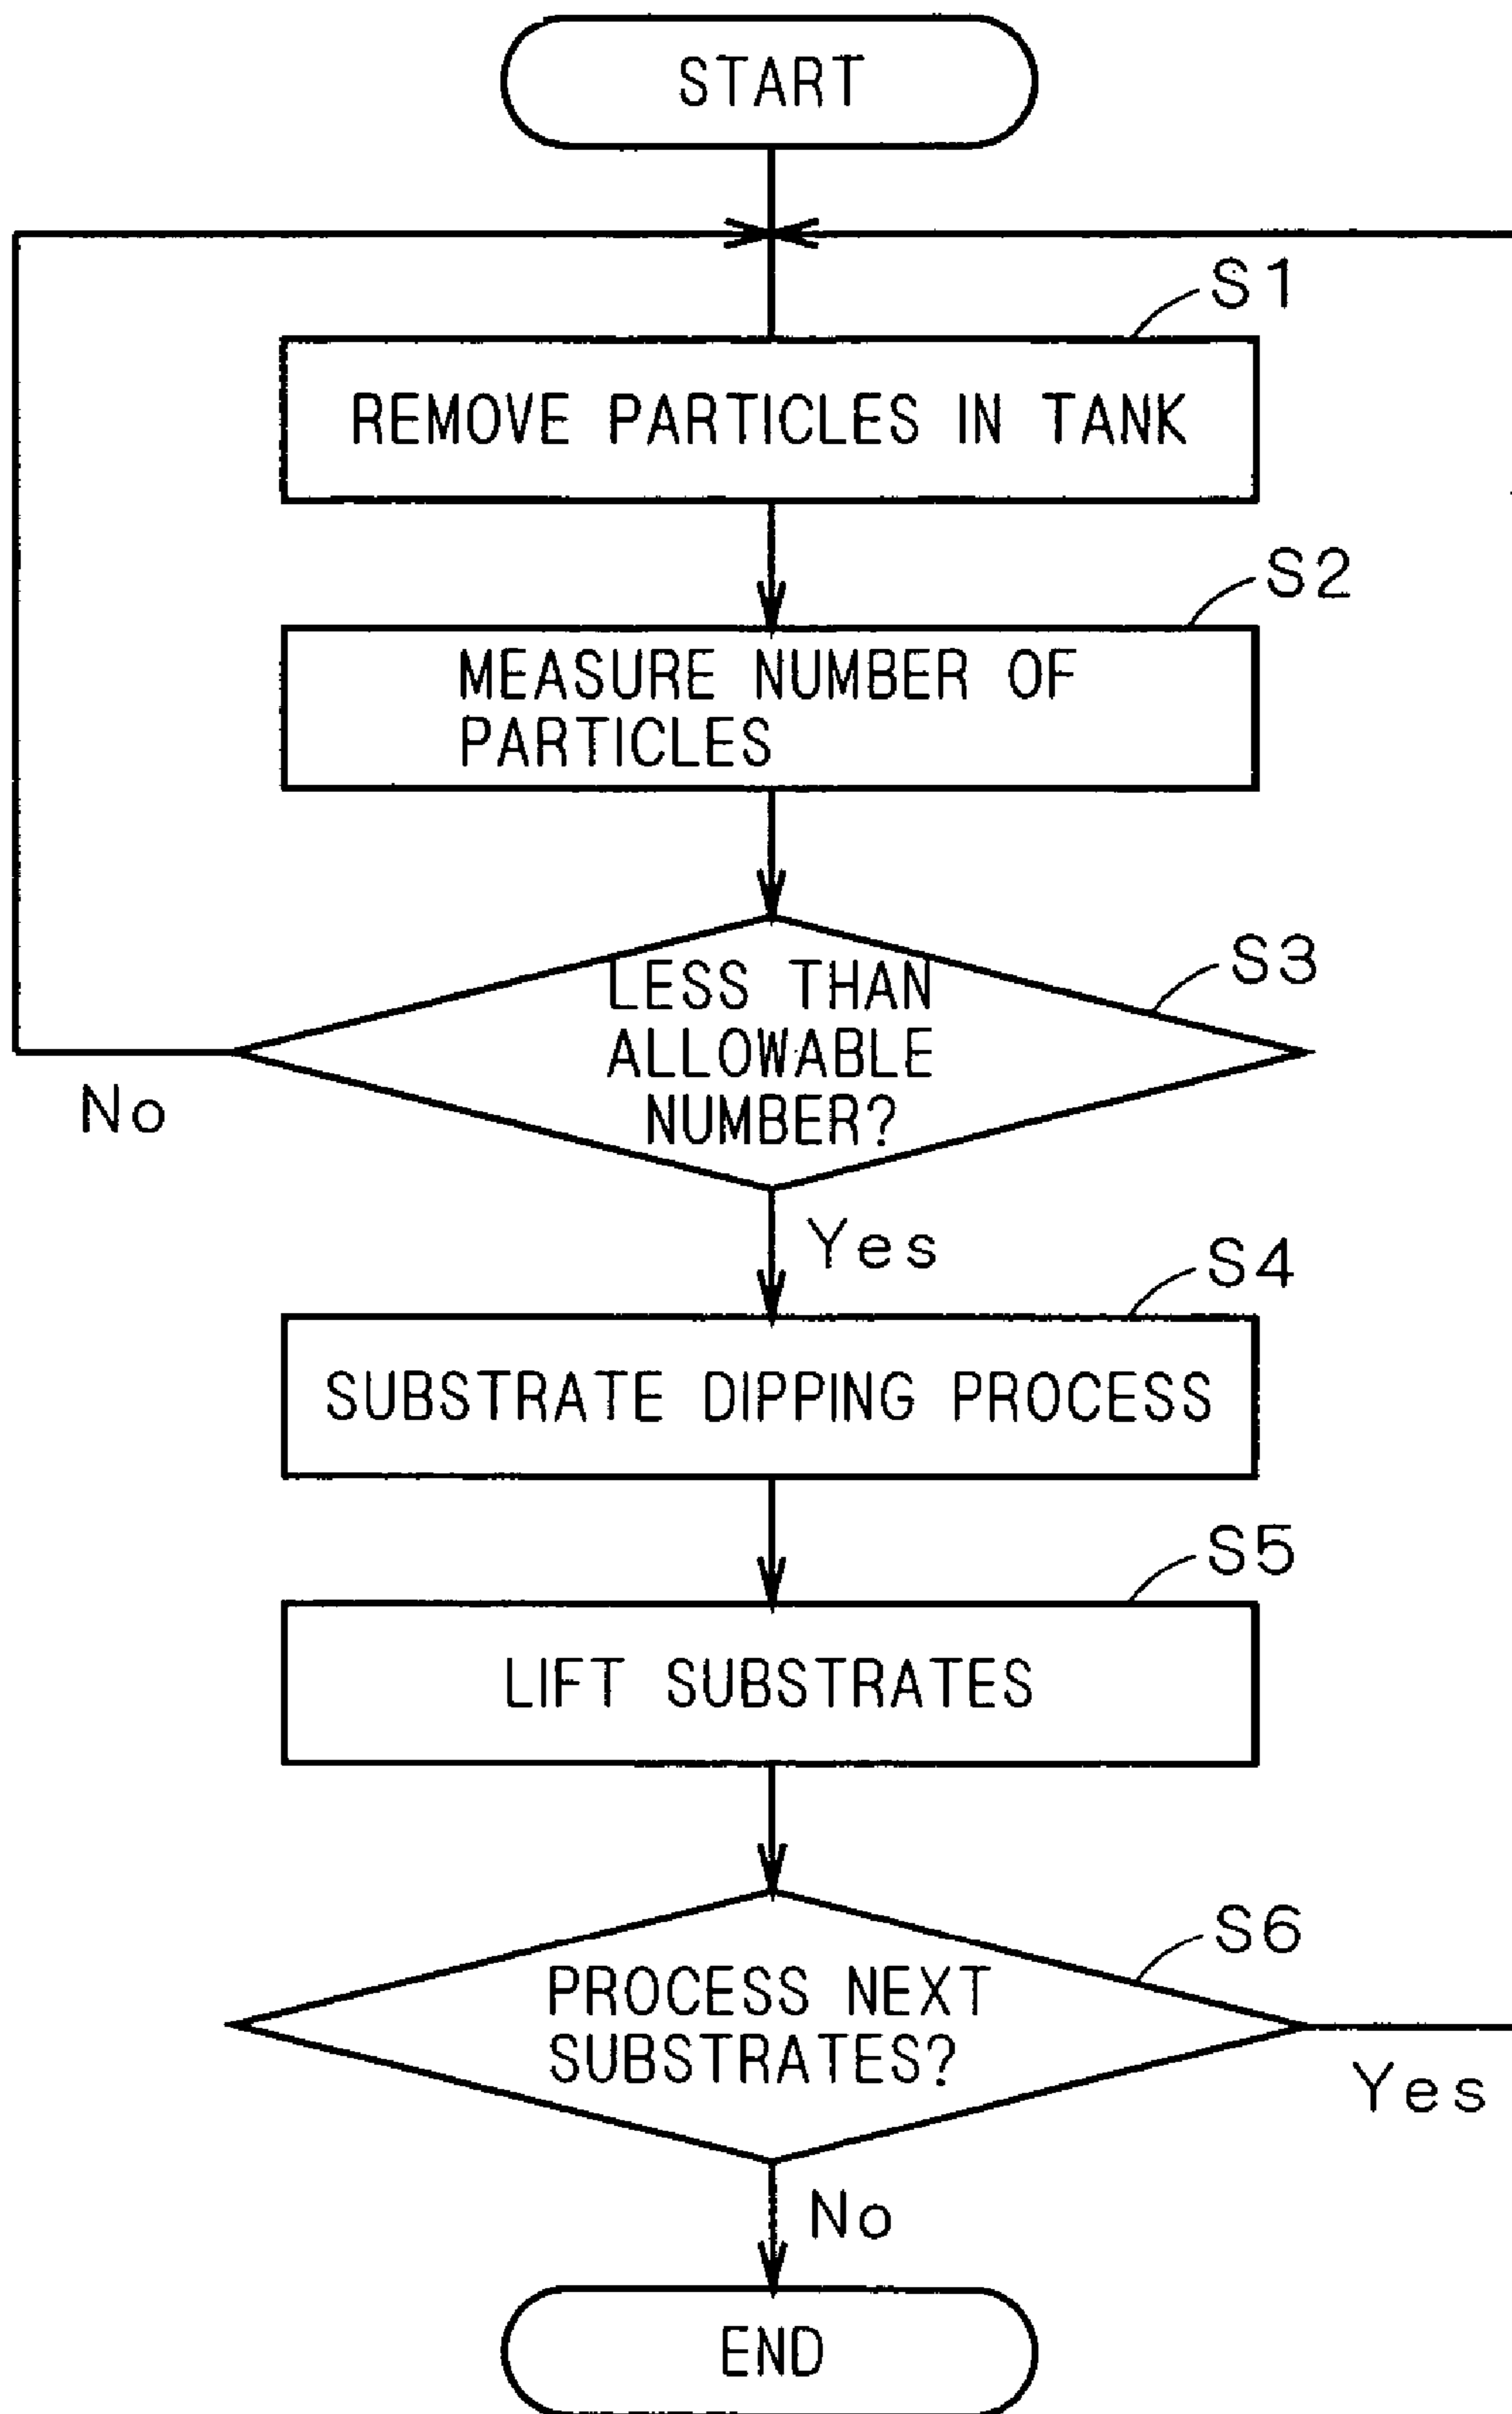 START
S1
REMOVE PARTICLES IN TANK
S2
MEASURE NUMBER OF
PARTICLES
S3
LESS THAN
ALLOWABLE
NUMBER?
No
Yes
S4
SUBSTRATE DIPPING PROCESS
S5
LIFT SUBSTRATES
S6
PROCESS NEXT
SUBSTRATES?
Yes
No
END